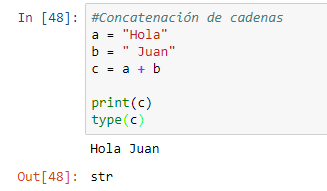 In [48]: #Concatenación de cadenas
a = "Hola"
b = " Juan"
c = a + b
print(c)
type(c)
Hola Juan
Out[48]: str